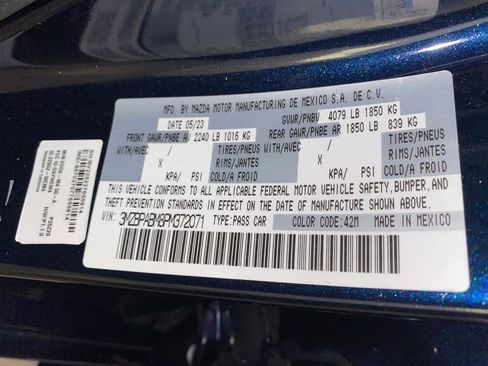 MFD. BY MAZDA MOTOR MANUFACTURING DE MEXICO S.A. DE C.V.
DATE 05/23 GVWR/PNBV 4079 LB 1850 KG
FRONT GAWR/PNBE AV 2240 LB 1016 KG REAR GAWR/PNBE AR 1850 LB 839 KG
WITH/AVEC / TIRES/PNEUS WITH/AVEC / TIRES/PNEUS
X RIMS/JANTES X RIMS/JANTES
/ KPA/ PSI / KPA/ PSI
COLD/A FROID COLD/A FROID
THIS VEHICLE CONFORMS TO ALL APPLICABLE FEDERAL MOTOR VEHICLE SAFETY, BUMPER, AND
THEFT PREVENTION STANDARDS IN EFFECT ON THE DATE OF MANUFACTURE SHOWN ABOVE.
VIN: 3MZBPABM8PM372071 TYPE: PASS CAR COLOR CODE: 42M MADE IN MEXICO
P28220
H/W:P1.1.0